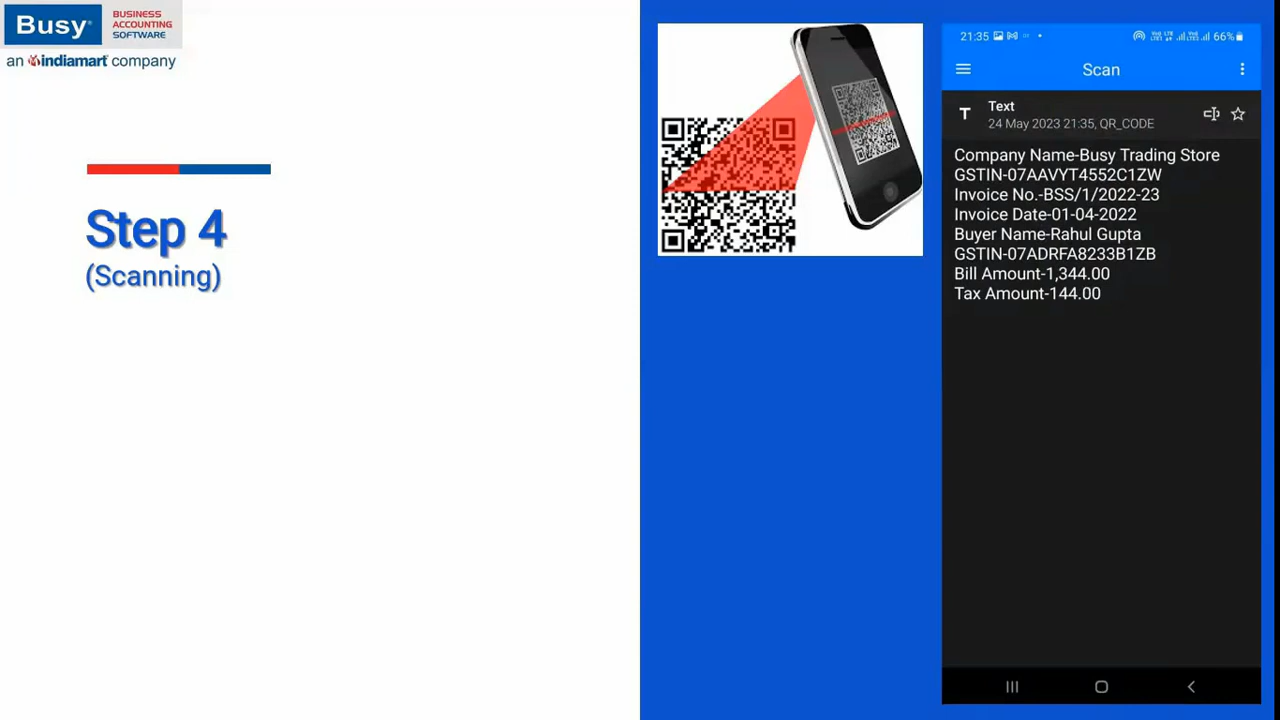 Busy
BUSINESS
ACCOUNTING
SOFTWARE
an indiamart company
Step 4
(Scanning)
21:35
66%
Scan
T
Text
24 May 2023 21:35, QR_CODE
Company Name-Busy Trading Store
GSTIN-07AAVYT4552C1ZW
Invoice No.-BSS/1/2022-23
Invoice Date-01-04-2022
Buyer Name-Rahul Gupta
GSTIN-07ADRFA8233B1ZB
Bill Amount-1,344.00
Tax Amount-144.00